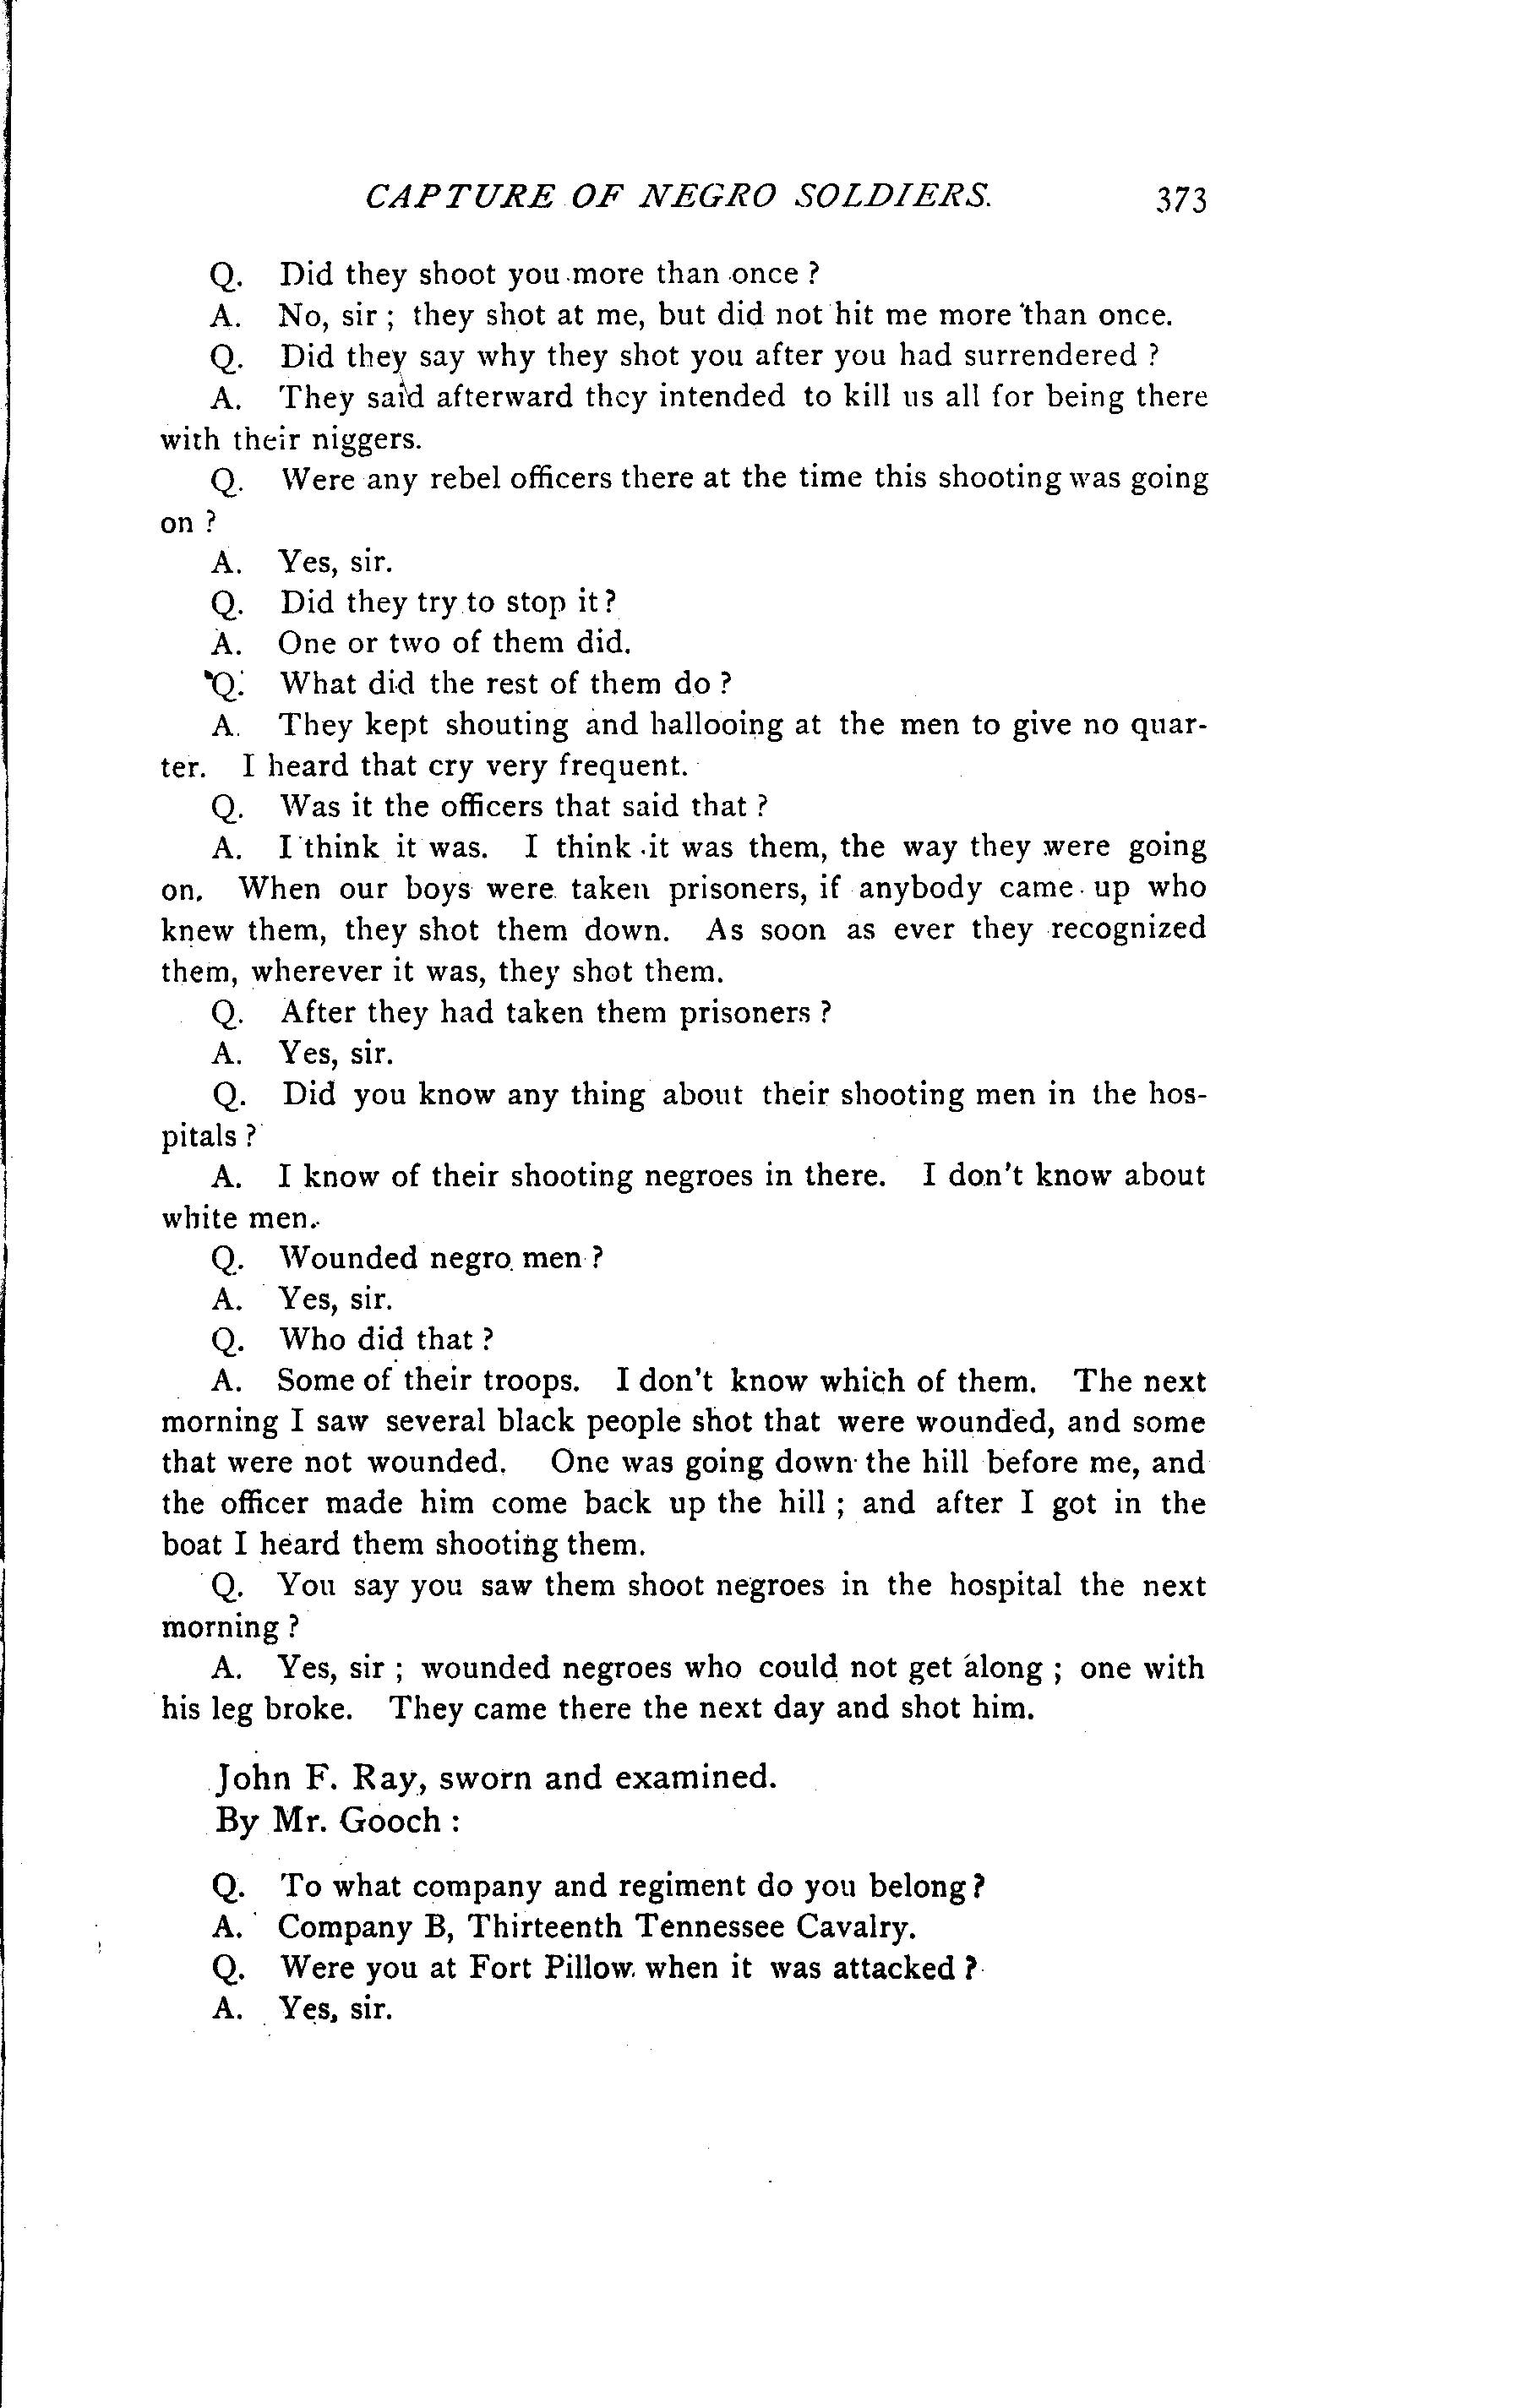 CAPTURE OF NEGRO SOLDIERS. 373
Q. Did they shoot you more than once ?
A. No, sir ; they shot at me, but did not hit me more than once.
Q. Did they say why they shot you after you had surrendered ?
A. They said afterward they intended to kill us all for being there
with their niggers.
Q. Were any rebel officers there at the time this shooting was going
on ?
A. Yes, sir.
Q. Did they try to stop it ?
A. One or two of them did.
Q. What did the rest of them do ?
A. They kept shouting and hallooing at the men to give no quar-
ter. I heard that cry very frequent.
Q. Was it the officers that said that ?
A. I think it was. I think it was them, the way they were going
on. When our boys were taken prisoners, if anybody came up who
knew them, they shot them down. As soon as ever they recognized
them, wherever it was, they shot them.
Q. After they had taken them prisoners ?
A. Yes, sir.
Q. Did you know any thing about their shooting men in the hos-
pitals ?
A. I know of their shooting negroes in there. I don't know about
white men.
Q. Wounded negro men ?
A. Yes, sir.
Q. Who did that ?
A. Some of their troops. I don't know which of them. The next
morning I saw several black people shot that were wounded, and some
that were not wounded. One was going down the hill before me, and
the officer made him come back up the hill ; and after I got in the
boat I heard them shooting them.
Q. You say you saw them shoot negroes in the hospital the next
morning ?
A. Yes, sir ; wounded negroes who could not get along ; one with
his leg broke. They came there the next day and shot him.
John F. Ray, sworn and examined.
By Mr. Gooch :
Q. To what company and regiment do you belong ?
A. Company B, Thirteenth Tennessee Cavalry.
Q. Were you at Fort Pillow when it was attacked ?
A. Yes, sir.